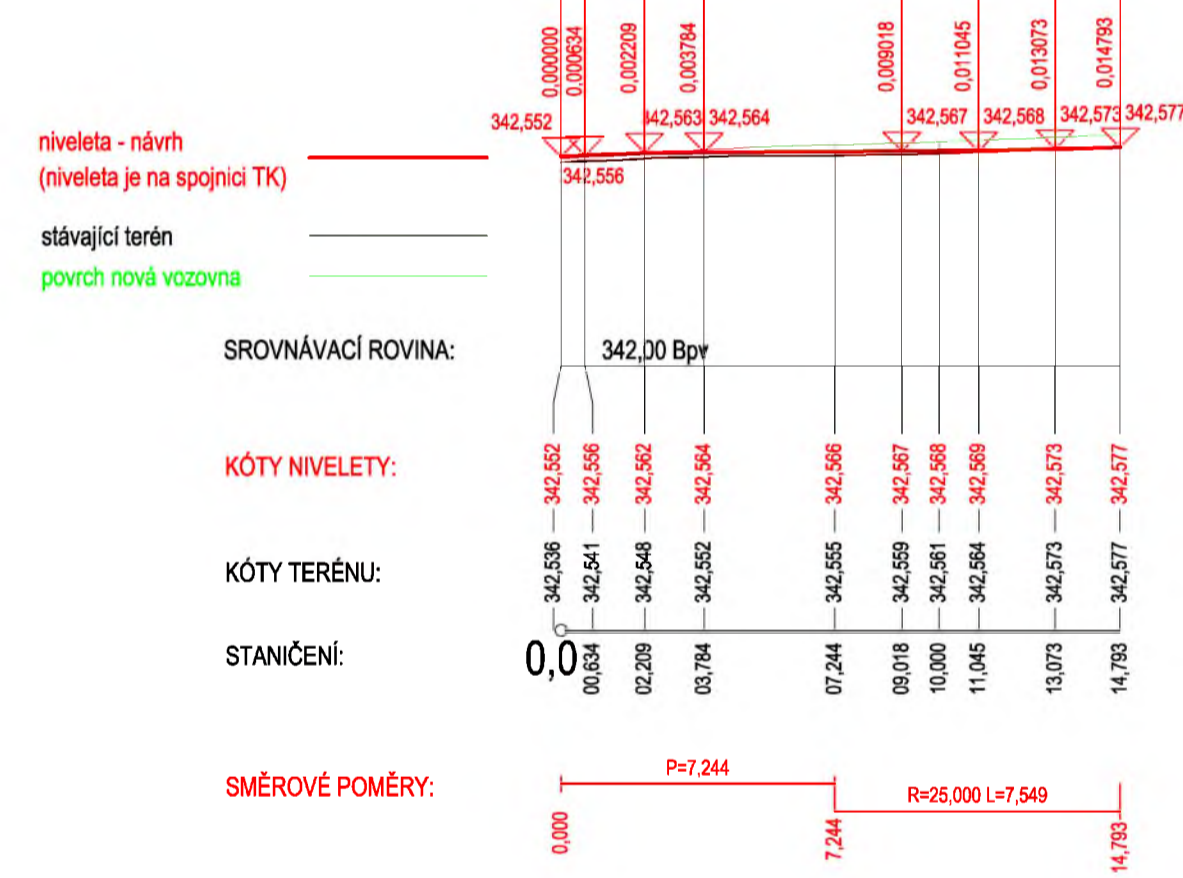 0,000000 0,000634 0,002209 0,003784 0,009018 0,011045 0,013073 0,014793
342,552 342,563 342,564 342,567 342,568 342,573 342,577
342,556
niveleta - návrh
(niveleta je na spojnici TK)
stávající terén
povrch nová vozovna
SROVNÁVACÍ ROVINA: 342,00 Bpv
KÓTY NIVELETY: 342,552 342,556 342,562 342,564 342,566 342,567 342,568 342,569 342,573 342,577
KÓTY TERÉNU: 342,536 342,541 342,548 342,552 342,555 342,559 342,561 342,564 342,573 342,577
STANIČENÍ: 0,0 00,634 02,209 03,784 07,244 09,018 10,000 11,045 13,073 14,793
SMĚROVÉ POMĚRY: P=7,244 R=25,000 L=7,549
0,000 7,244 14,793